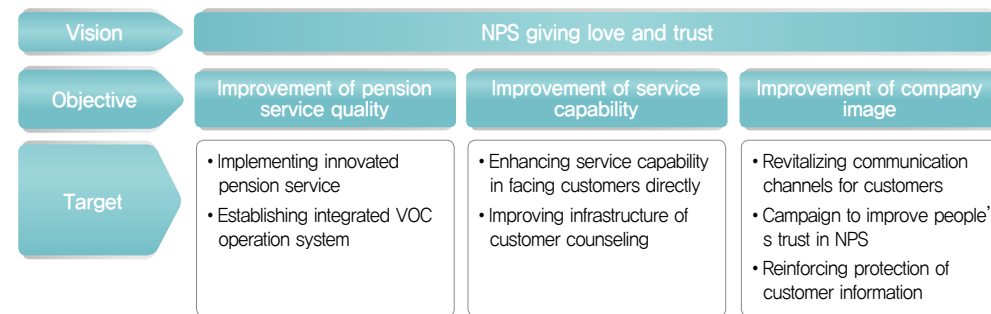 Vision
NPS giving love and trust
Objective
Improvement of pension
service quality
Improvement of service
capability
Improvement of company
image
Target
• Implementing innovated
pension service
• Establishing integrated VOC
operation system
• Enhancing service capability
in facing customers directly
• Improving infrastructure of
customer counseling
• Revitalizing communication
channels for customers
• Campaign to improve people’
s trust in NPS
• Reinforcing protection of
customer information